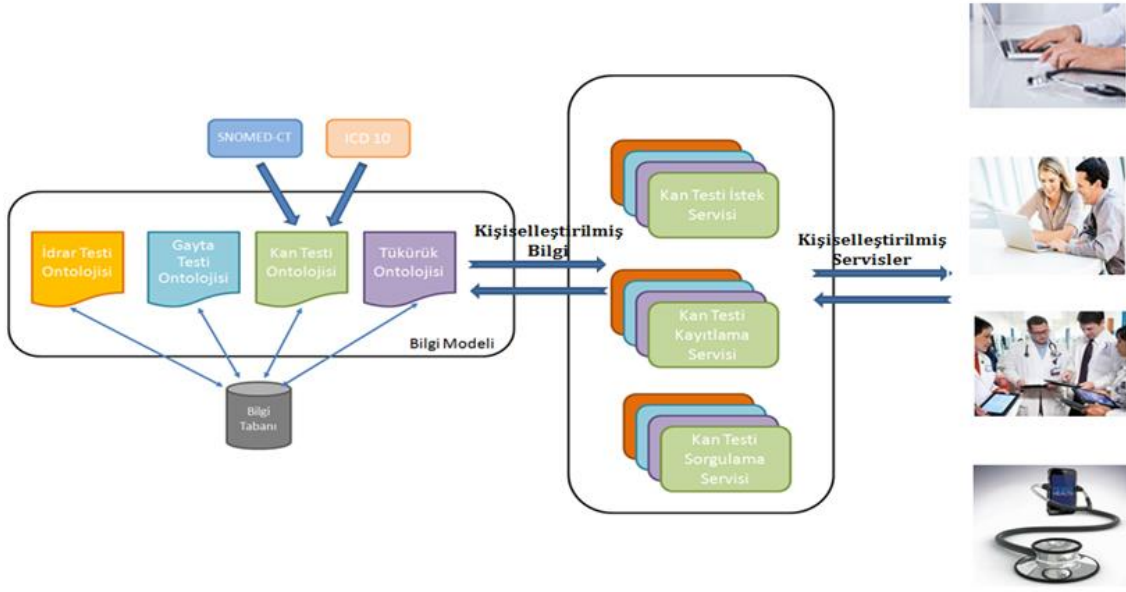 SNOMED-CT
ICD 10
İdrar Testi
Ontolojisi
Gayta
Testi
Ontolojisi
Kan Testi
Ontolojisi
Tükürük
Ontolojisi
Bilgi Modeli
Bilgi
Tabanı
Kişiselleştirilmiş
Bilgi
Kan Testi İstek
Servisi
Kan Testi
Kayıtlama
Servisi
Kan Testi
Sorgulama
Servisi
Kişiselleştirilmiş
Servisler